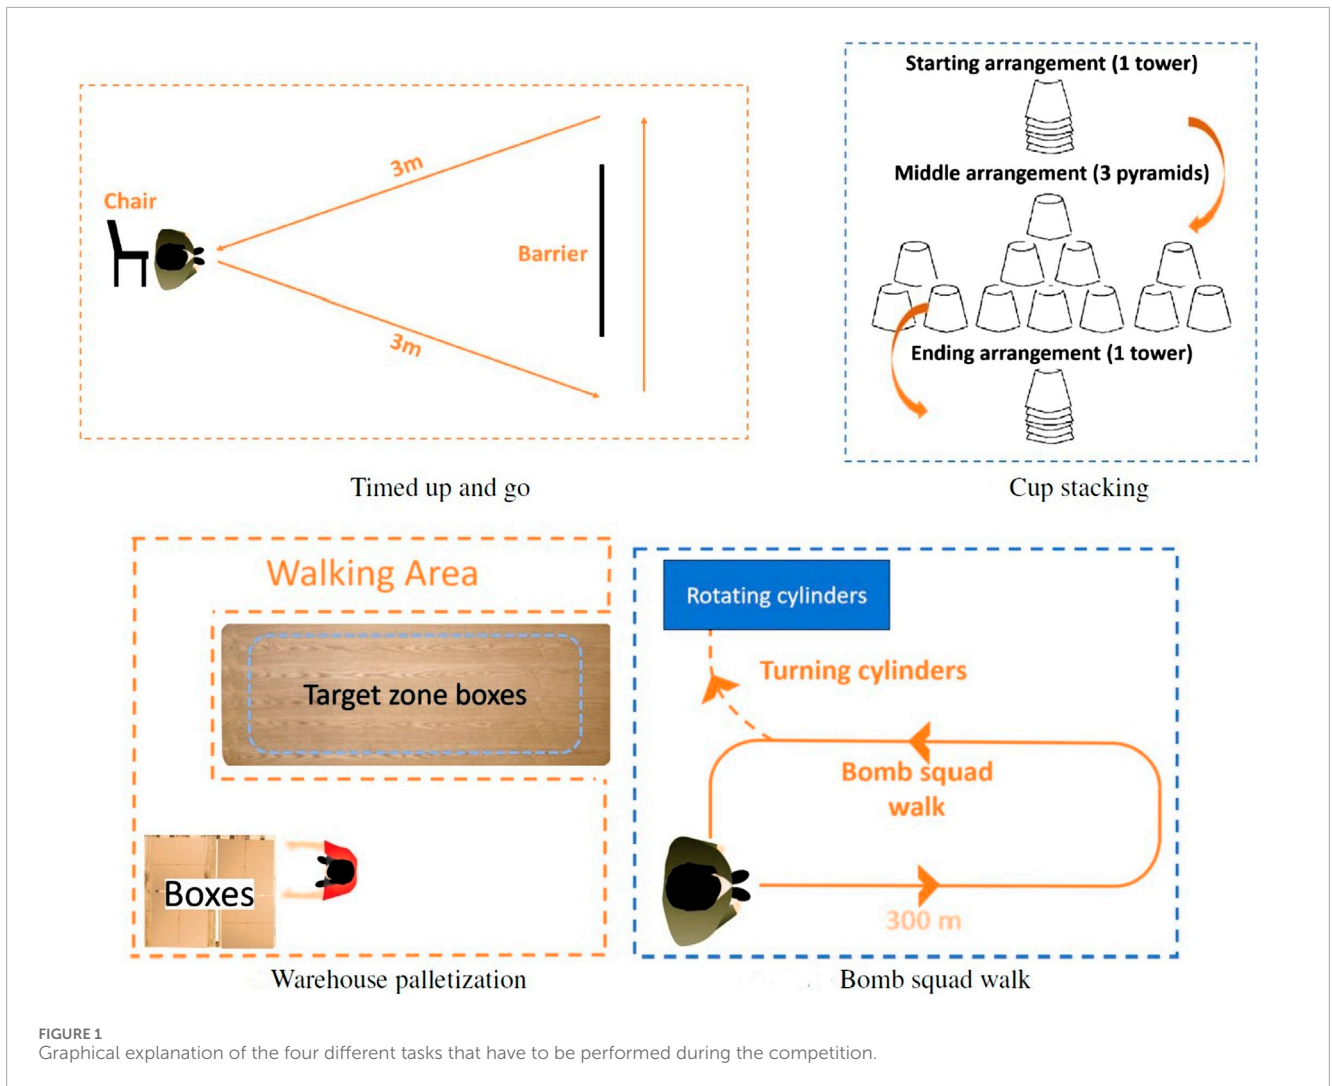 3m
Chair
Barrier
3m
Timed up and go
Starting arrangement (1 tower)
Middle arrangement (3 pyramids)
Ending arrangement (1 tower)
Cup stacking
Walking Area
Target zone boxes
Boxes
Warehouse palletization
Rotating cylinders
Turning cylinders
Bomb squad
walk
300 m
Bomb squad walk
FIGURE 1
Graphical explanation of the four different tasks that have to be performed during the competition.